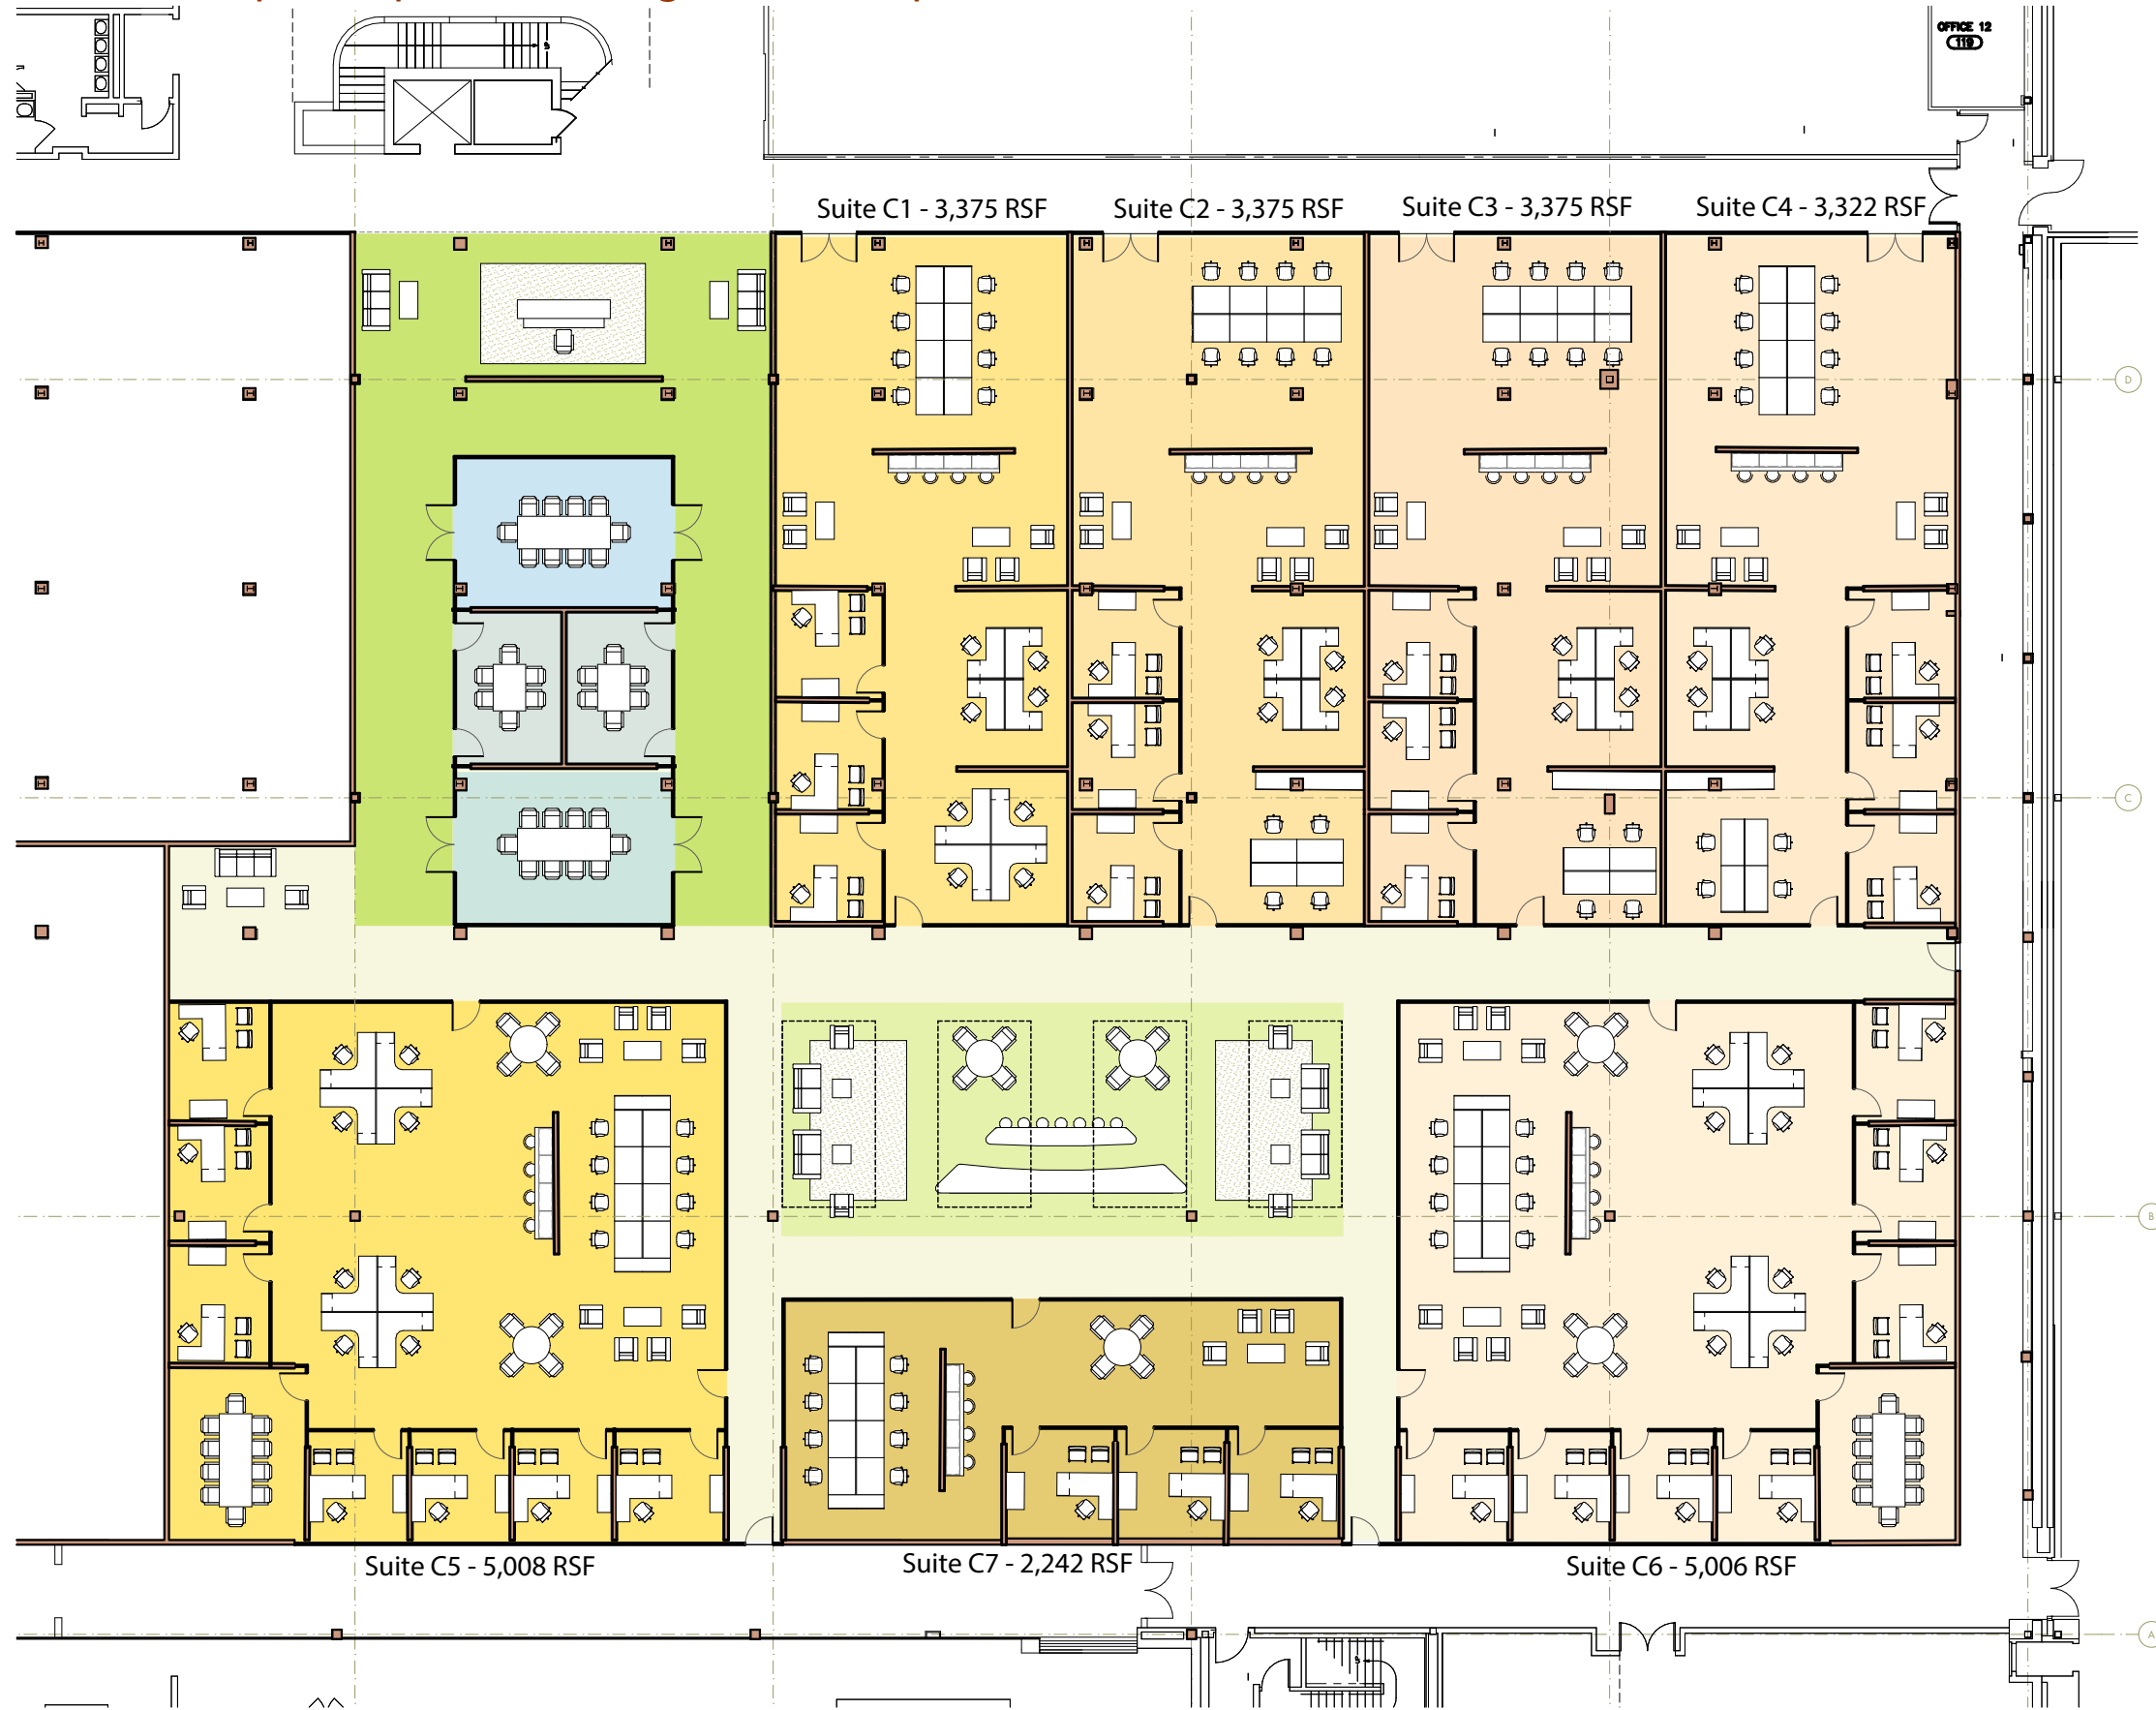 OFFICE 12
119
Suite C1 - 3,375 RSF
Suite C2 - 3,375 RSF
Suite C3 - 3,375 RSF
Suite C4 - 3,322 RSF
D
C
B
Suite C5 - 5,008 RSF
Suite C7 - 2,242 RSF
Suite C6 - 5,006 RSF
A